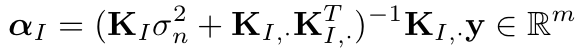 𝜶_I = (𝐊_I σ_n^2 + 𝐊_{I,·} 𝐊_{I,·}^T)^{-1} 𝐊_{I,·} 𝐲 ∈ ℝ^m